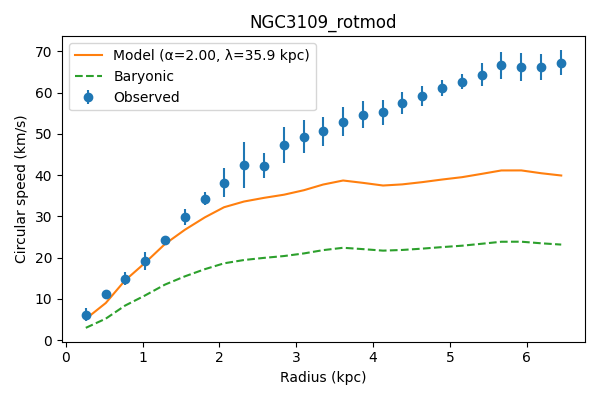 NGC3109_rotmod
Model (α=2.00, λ=35.9 kpc)
Baryonic
Observed
Circular speed (km/s)
70
60
50
40
30
20
10
0
0 1 2 3 4 5 6
Radius (kpc)